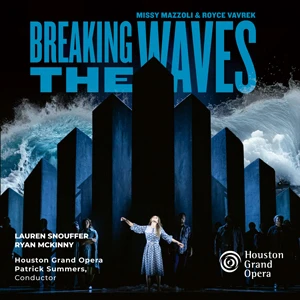 MISSY MAZZOLI & ROYCE VAVREK
BREAKING
THE WAVES
LAUREN SNOUFFER
RYAN MCKINNY
Houston Grand Opera
Patrick Summers,
Conductor
Houston
Grand
Opera